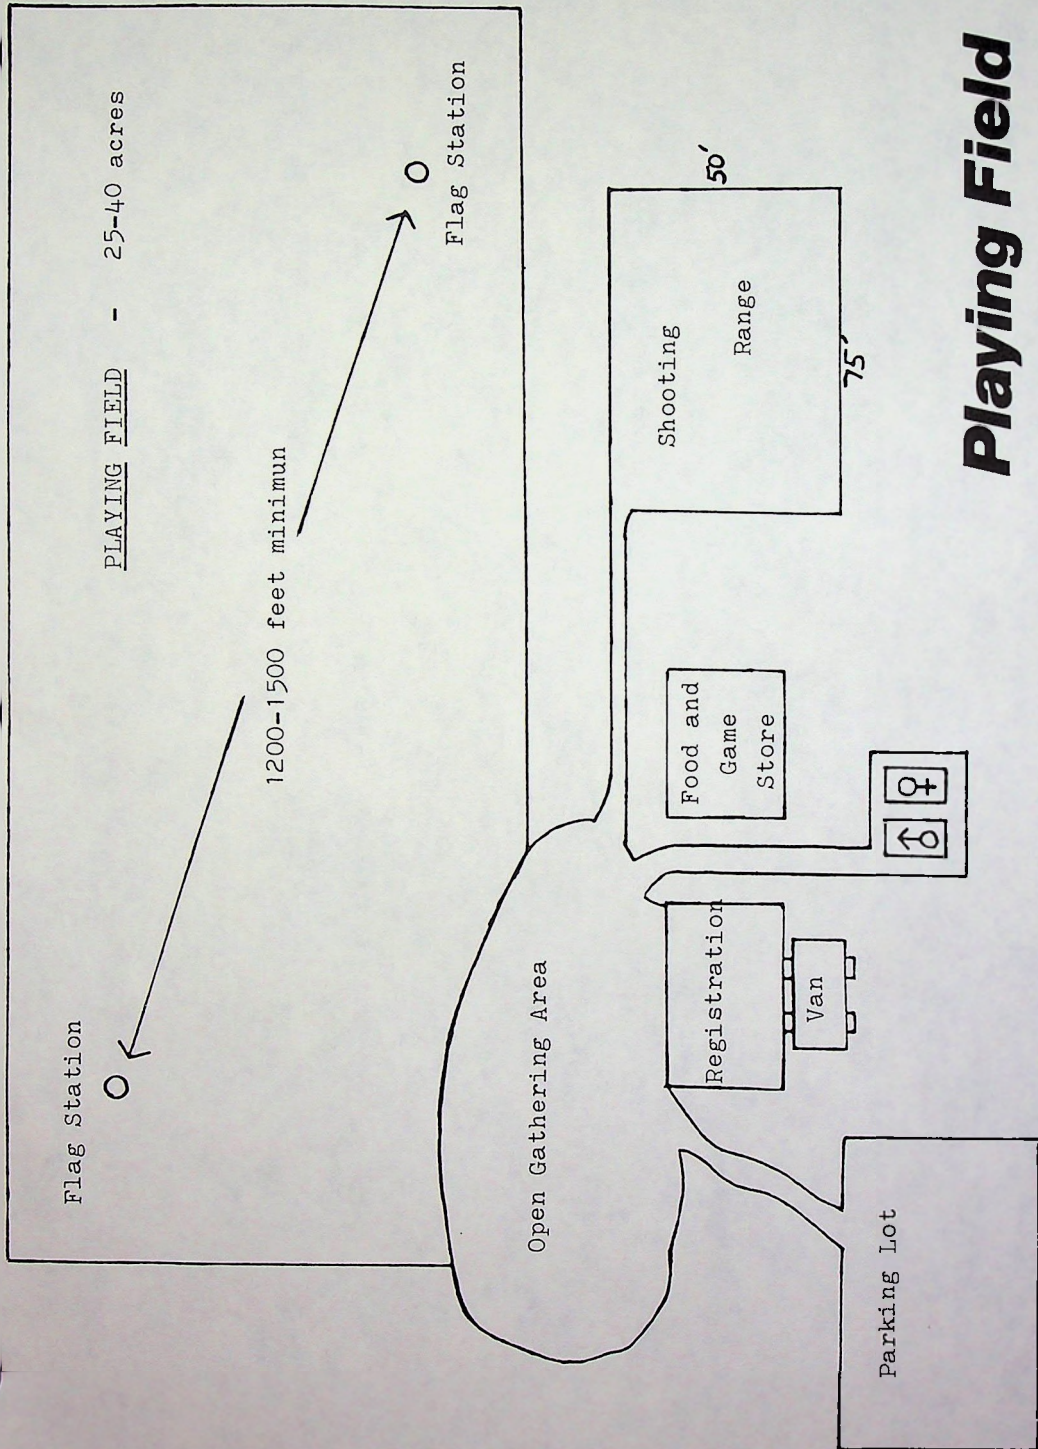 Flag Station
PLAYING FIELD - 25-40 acres
1200-1500 feet minimun
Flag Station
Open Gathering Area
Shooting
Range
50'
75'
Food and
Game
Store
Registration
Van
♂ ♀
Parking Lot
Playing Field